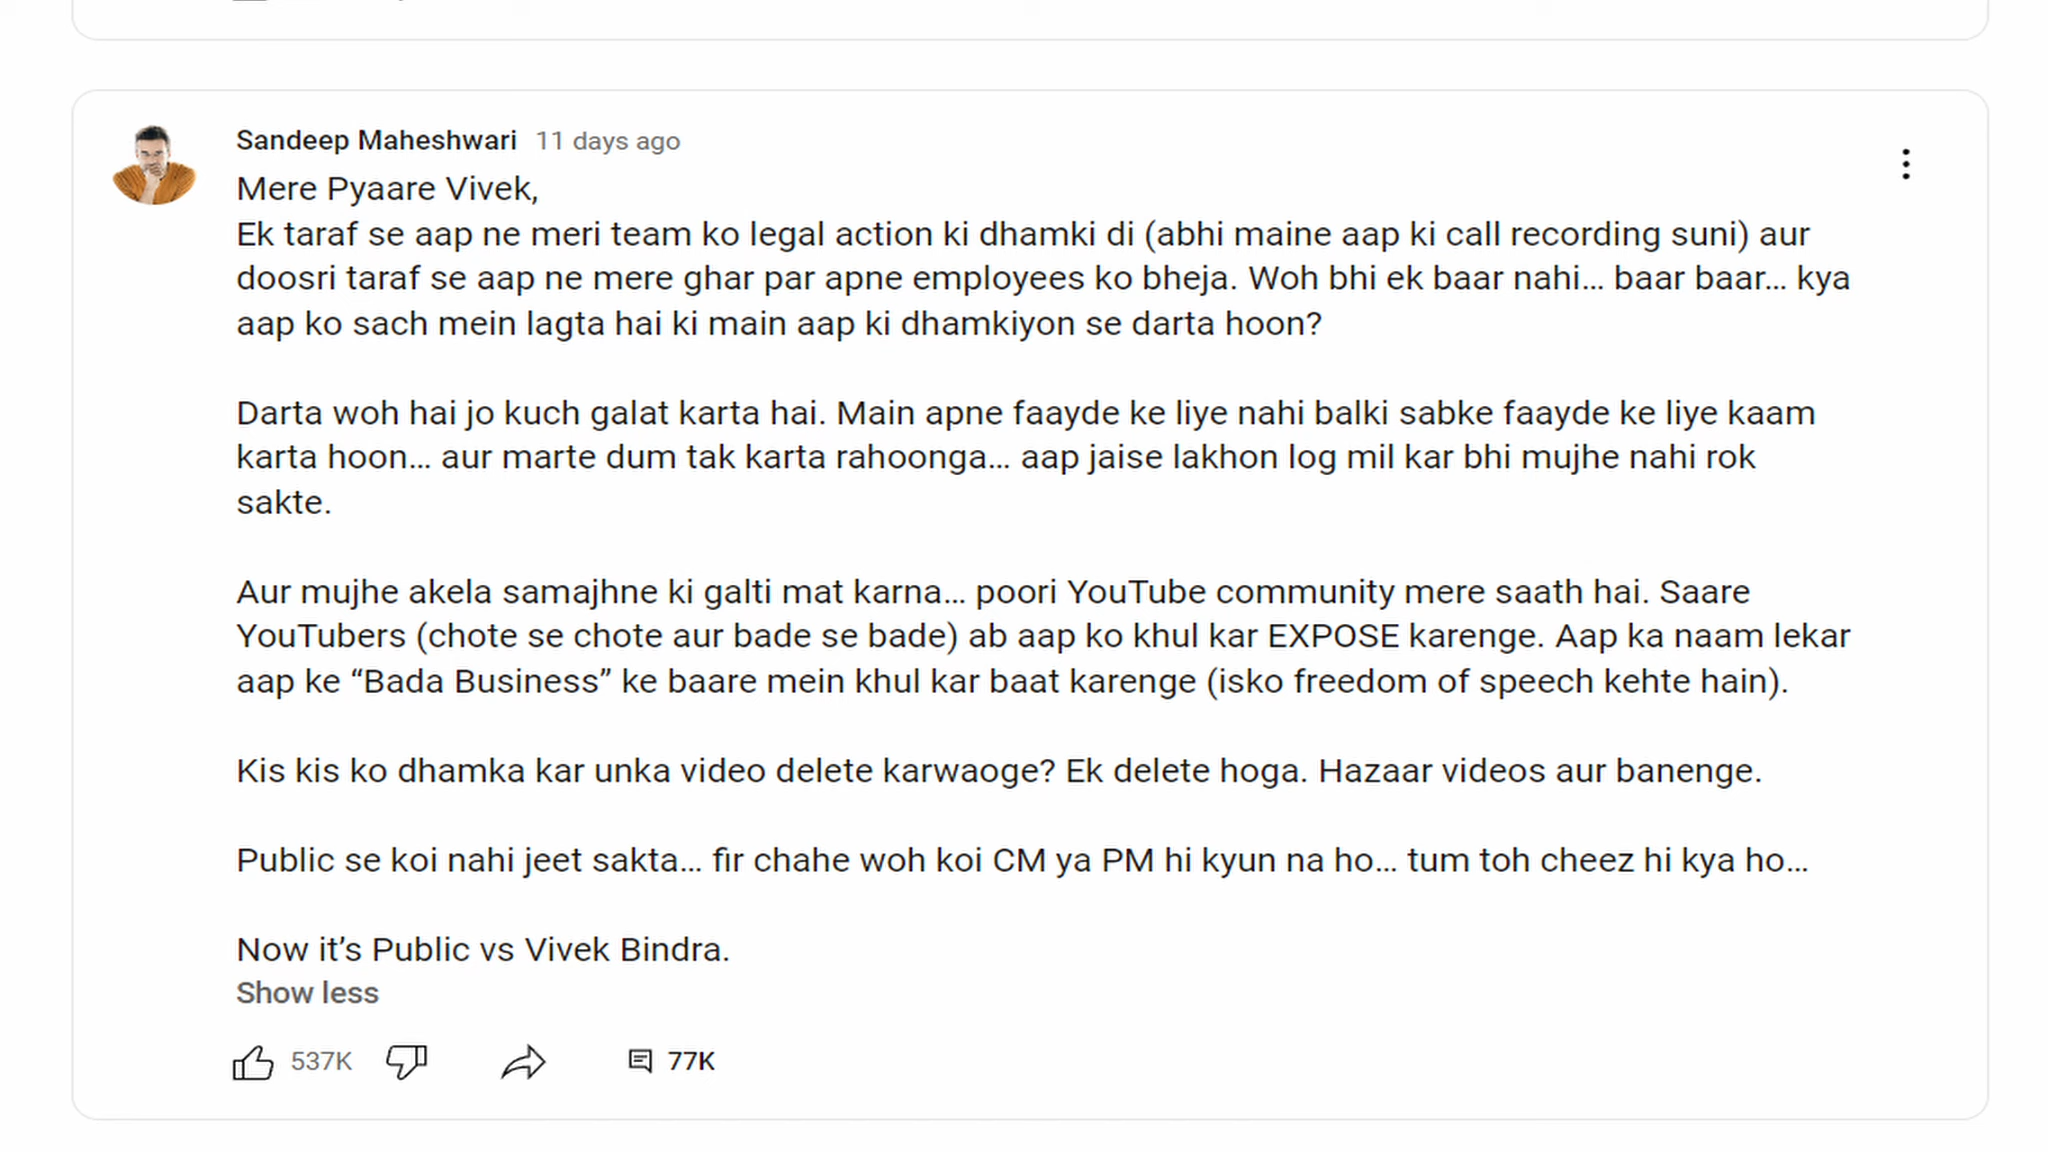 Sandeep Maheshwari 11 days ago
Mere Pyaare Vivek,
Ek taraf se aap ne meri team ko legal action ki dhamki di (abhi maine aap ki call recording suni) aur
doosri taraf se aap ne mere ghar par apne employees ko bheja. Woh bhi ek baar nahi... baar baar... kya
aap ko sach mein lagta hai ki main aap ki dhamkiyon se darta hoon?
Darta woh hai jo kuch galat karta hai. Main apne faayde ke liye nahi balki sabke faayde ke liye kaam
karta hoon... aur marte dum tak karta rahoonga... aap jaise lakhon log mil kar bhi mujhe nahi rok
sakte.
Aur mujhe akela samajhne ki galti mat karna... poori YouTube community mere saath hai. Saare
YouTubers (chote se chote aur bade se bade) ab aap ko khul kar EXPOSE karenge. Aap ka naam lekar
aap ke “Bada Business” ke baare mein khul kar baat karenge (isko freedom of speech kehte hain).
Kis kis ko dhamka kar unka video delete karwaoge? Ek delete hoga. Hazaar videos aur banenge.
Public se koi nahi jeet sakta... fir chahe woh koi CM ya PM hi kyun na ho... tum toh cheez hi kya ho...
Now it’s Public vs Vivek Bindra.
Show less
537K 77K